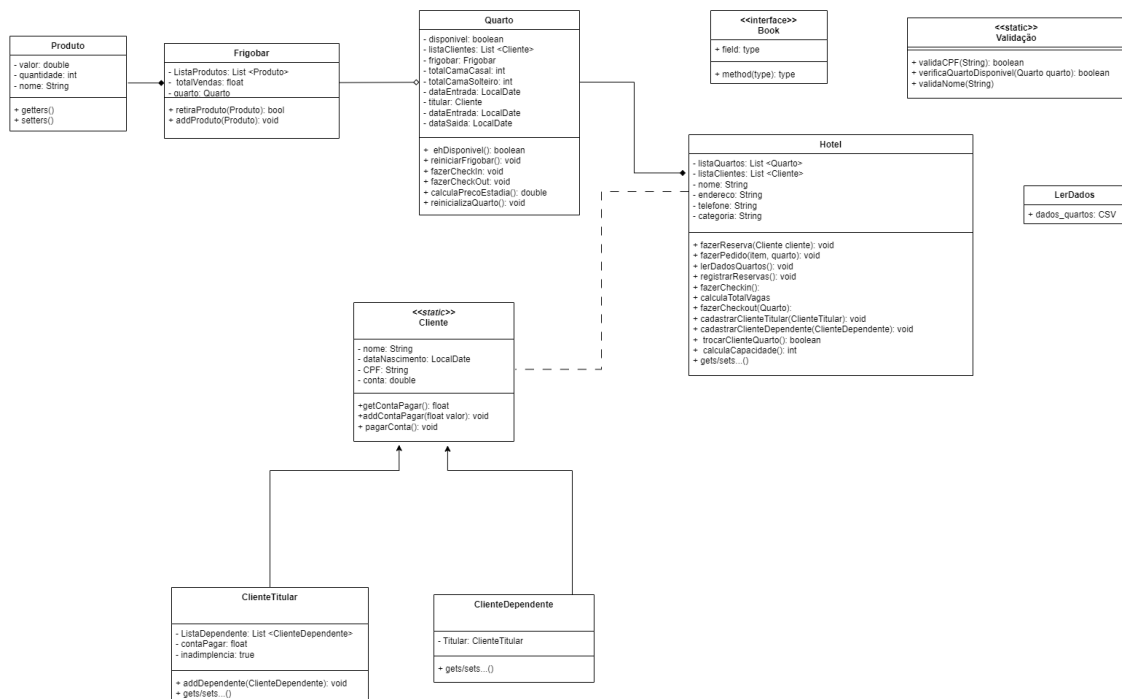 Produto
- valor: double
- quantidade: int
- nome: String
+ getters()
+ setters()
Frigobar
- ListaProdutos: List <Produto>
- totalVendas: float
- quarto: Quarto
+ retiraProduto(Produto): bool
+ addProduto(Produto): void
Quarto
- disponivel: boolean
- listaClientes: List <Cliente>
- frigobar: Frigobar
- totalCamaCasal: int
- totalCamaSolteiro: int
- dataEntrada: LocalDate
- titular: Cliente
- dataEntrada: LocalDate
- dataSaida: LocalDate
+ ehDisponivel(): boolean
+ reiniciarFrigobar(): void
+ fazerCheckIn: void
+ fazerCheckOut: void
+ calculaPrecoEstadia(): double
+ reinicializaQuarto(): void
<<interface>>
Book
+ field: type
+ method(type): type
<<static>>
Validação
+ validaCPF(String): boolean
+ verificaQuartoDisponivel(Quarto quarto): boolean
+ validaNome(String)
Hotel
- listaQuartos: List <Quarto>
- listaClientes: List <Cliente>
- nome: String
- endereco: String
- telefone: String
- categoria: String
+ fazerReserva(Cliente cliente): void
+ fazerPedido(item, quarto): void
+ lerDadosQuartos(): void
+ registrarReservas(): void
+ fazerCheckin():
+ calculaTotalVagas
+ fazerCheckout(Quarto):
+ cadastrarClienteTitular(ClienteTitular): void
+ cadastrarClienteDependente(ClienteDependente): void
+ trocarClienteQuarto(): boolean
+ calculaCapacidade(): int
+ gets/sets...()
LerDados
+ dados_quartos: CSV
<<static>>
Cliente
- nome: String
- dataNascimento: LocalDate
- CPF: String
- conta: double
+getContaPagar(): float
+addContaPagar(float valor): void
+ pagarConta(): void
ClienteTitular
- ListaDependente: List <ClienteDependente>
- contaPagar: float
- inadimplencia: true
+ addDependente(ClienteDependente): void
+ gets/sets...()
ClienteDependente
- Titular: ClienteTitular
+ gets/sets...()